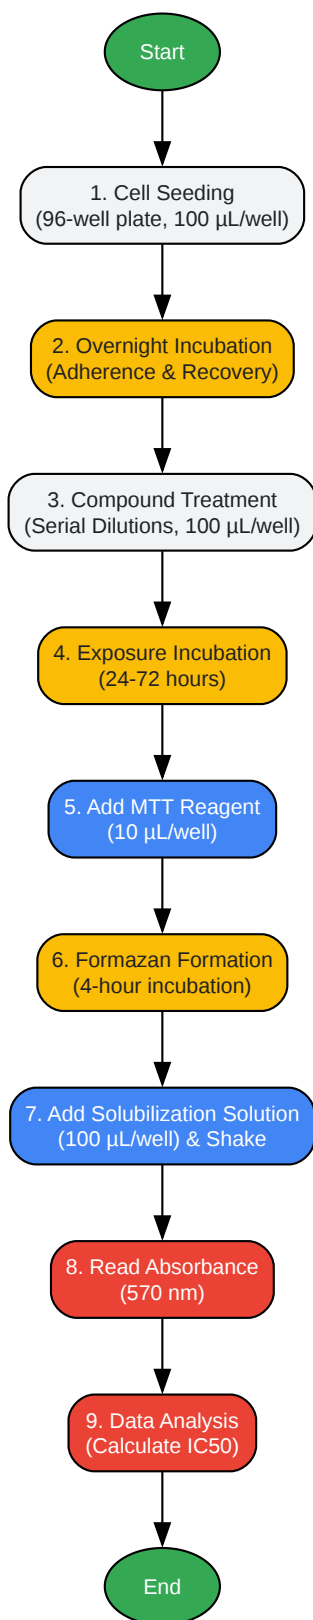 Start
1. Cell Seeding
(96-well plate, 100 µL/well)
2. Overnight Incubation
(Adherence & Recovery)
3. Compound Treatment
(Serial Dilutions, 100 µL/well)
4. Exposure Incubation
(24-72 hours)
5. Add MTT Reagent
(10 µL/well)
6. Formazan Formation
(4-hour incubation)
7. Add Solubilization Solution
(100 µL/well) & Shake
8. Read Absorbance
(570 nm)
9. Data Analysis
(Calculate IC50)
End